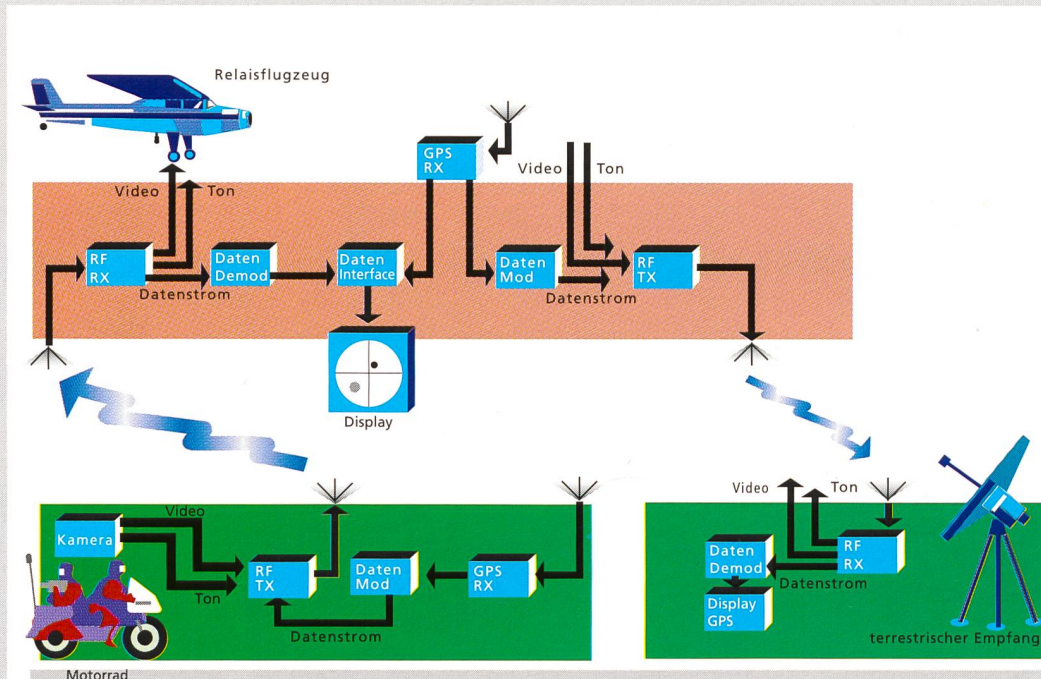 Relaisflugzeug
GPS
RX
Video
Ton
Video
Ton
RF
RX
Daten
Demod
Daten
Interface
Daten
Mod
RF
TX
Datenstrom
Datenstrom
Display
Video
Kamera
RF
TX
Daten
Mod
GPS
RX
Ton
Datenstrom
Motorrad
Video
Ton
Daten
Demod
RF
RX
Datenstrom
Display
GPS
terrestrischer Empfang